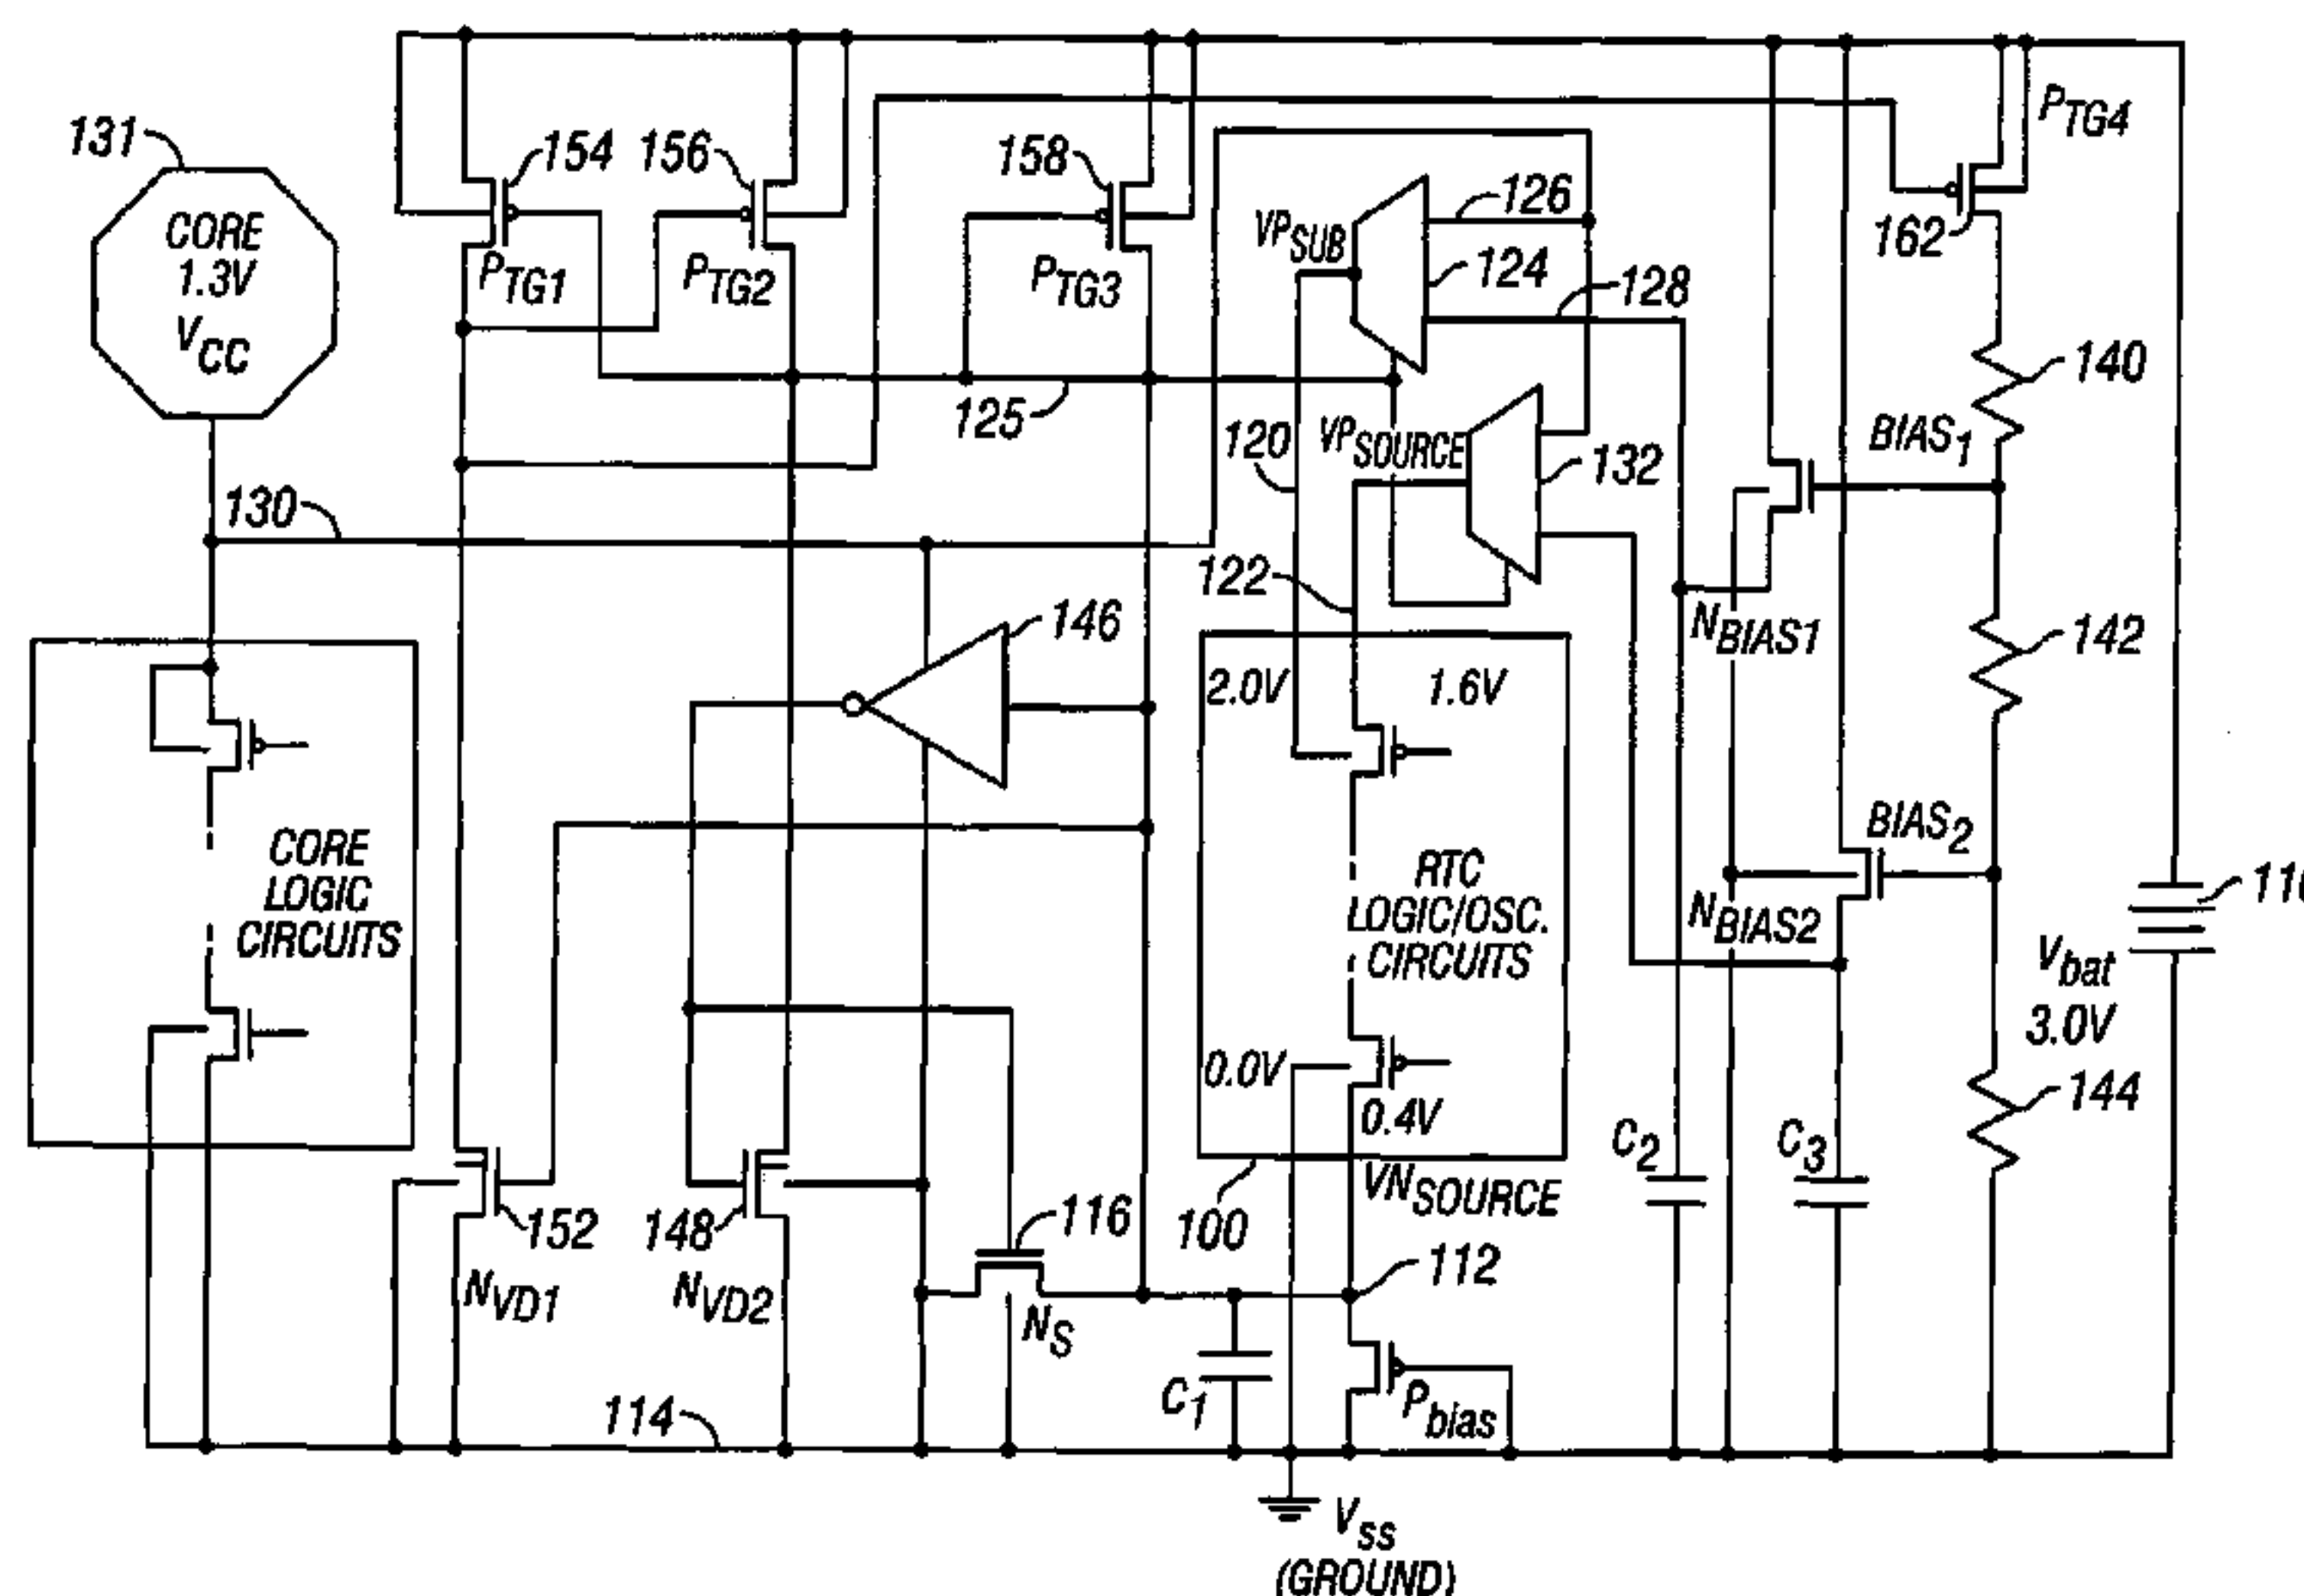 131
CORE
1.3V
VCC
154
156
158
PTG1
PTG2
PTG3
PTG4
VPSUB
126
124
128
162
140
125
120
VPSOURCE
132
BIAS1
130
122
146
NBIAS1
142
2.0V
1.6V
CORE
LOGIC
CIRCUITS
RTC
LOGIC/OSC.
CIRCUITS
BIAS2
NBIAS2
Vbat
3.0V
0.0V
0.4V
C2
C3
144
VNSOURCE
152
148
116
100
112
NVD1
NVD2
NS
C1
Pbias
114
Vss
(GROUND)